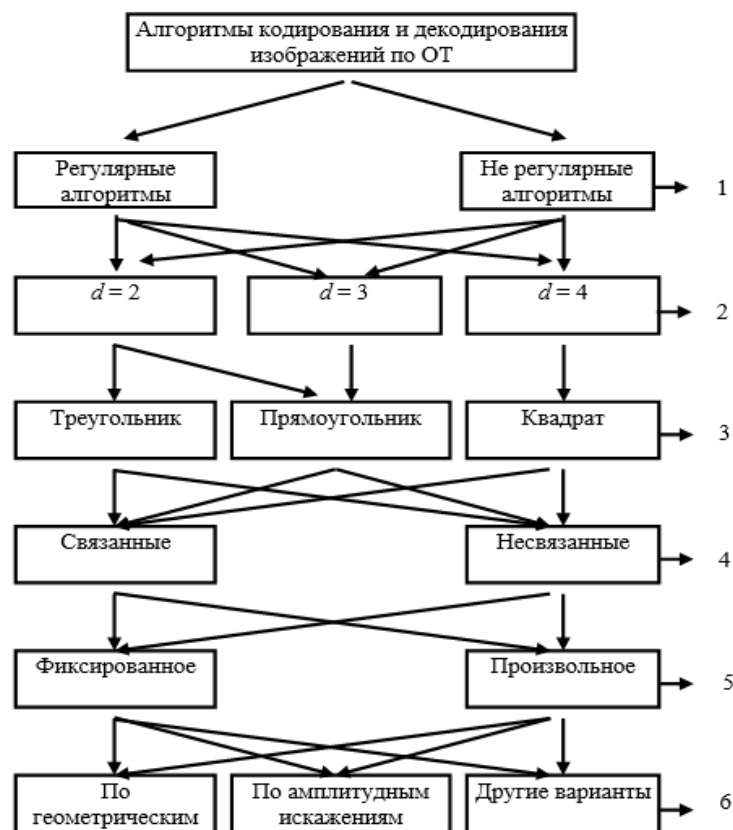 Алгоритмы кодирования и декодирования
изображений по ОТ
Регулярные
алгоритмы
Не регулярные
алгоритмы
1
d = 2
d = 3
d = 4
2
Треугольник
Прямоугольник
Квадрат
3
Связанные
Несвязанные
4
Фиксированное
Произвольное
5
По
геометрическим
По амплитудным
искажениям
Другие варианты
6